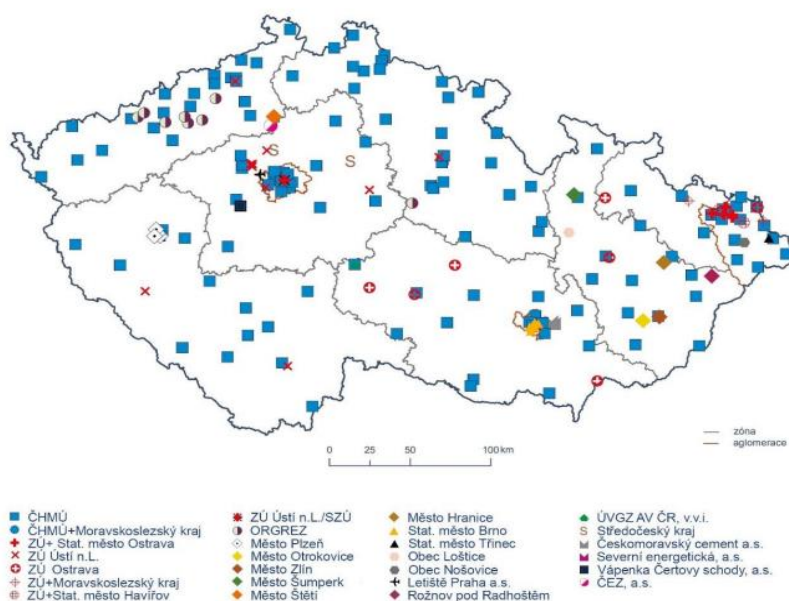 S
S
zóna
aglomerace
0 25 50 100 km
ČHMÚ
ČHMÚ+Moravskoslezský kraj
ZÚ+ Stat. město Ostrava
ZÚ Ústí n.L.
ZÚ Ostrava
ZÚ+Moravskoslezský kraj
ZÚ+Stat. město Havířov
ZÚ Ústí n.L./SZÚ
ORGREZ
Město Plzeň
Město Otrokovice
Město Zlín
Město Šumperk
Město Štětí
Město Hranice
Stat. město Brno
Stat. město Třinec
Obec Loštice
Obec Nošovice
Letiště Praha a.s.
Rožnov pod Radhoštěm
ÚVGZ AV ČR, v.v.i.
S Středočeský kraj
Českomoravský cement a.s.
Severní energetická, a.s.
Vápenka Čertovy schody, a.s.
ČEZ, a.s.